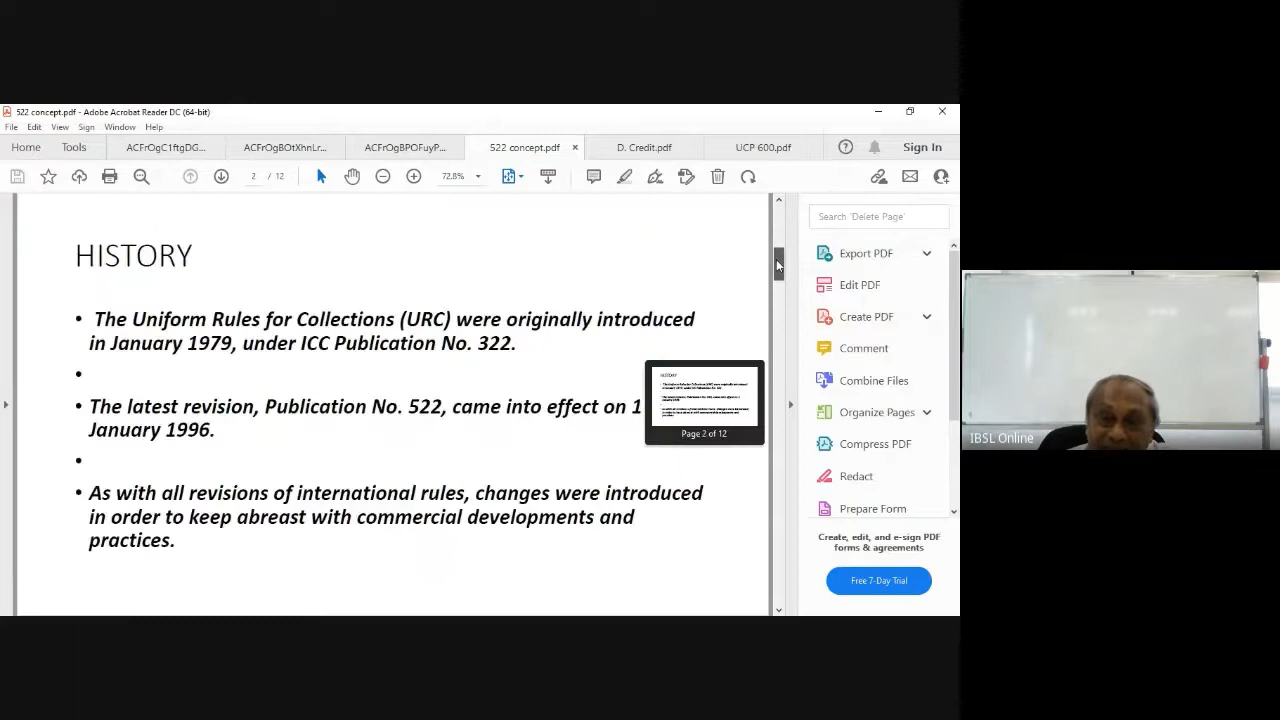 522 concept.pdf - Adobe Acrobat Reader DC (64-bit)
File Edit View Sign Window Help
Home Tools ACFrOgC1ftgDG... ACFrOgBOtXhnLr... ACFrOgBPOFuyP... 522 concept.pdf × D. Credit.pdf UCP 600.pdf Sign In
2 / 12 72.8%
HISTORY
• The Uniform Rules for Collections (URC) were originally introduced
in January 1979, under ICC Publication No. 322.
•
• The latest revision, Publication No. 522, came into effect on 1
January 1996.
•
• As with all revisions of international rules, changes were introduced
in order to keep abreast with commercial developments and
practices.
HISTORY
Page 2 of 12
Search 'Delete Page'
Export PDF
Edit PDF
Create PDF
Comment
Combine Files
Organize Pages
Compress PDF
Redact
Prepare Form
Create, edit, and e-sign PDF
forms & agreements
Free 7-Day Trial
IBSL Online